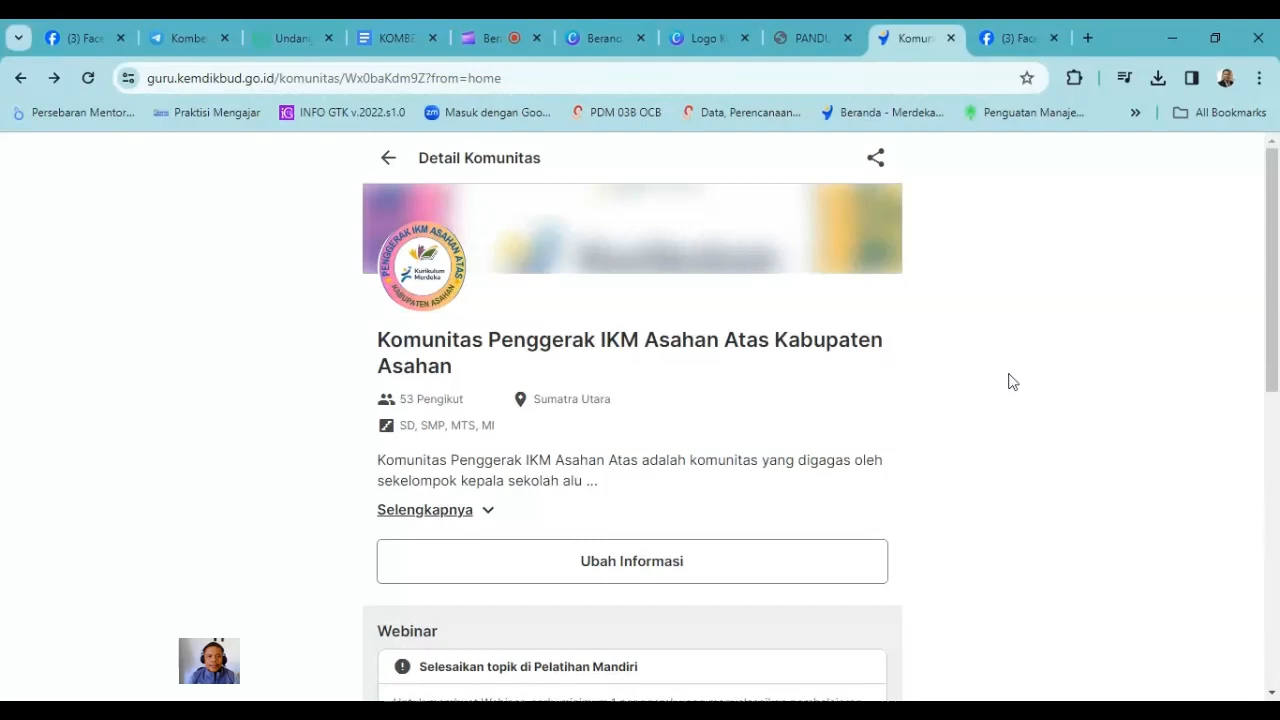 (3) Face
Kombe
Undang
KOMBE
Ber
Berand
Logo K
PANDU
Komun
(3) Face
guru.kemdikbud.go.id/komunitas/Wx0baKdm9Z?from=home
Persebaran Mentor...
Praktisi Mengajar
INFO GTK v.2022.s1.0
Masuk dengan Goo...
PDM 03B OCB
Data, Perencanaan...
Beranda - Merdeka...
Penguatan Manaje...
»
All Bookmarks
Detail Komunitas
PENGGERAK IKM ASAHAN ATAS
Kurikulum
Merdeka
KABUPATEN ASAHAN
Komunitas Penggerak IKM Asahan Atas Kabupaten
Asahan
53 Pengikut
Sumatra Utara
SD, SMP, MTS, MI
Komunitas Penggerak IKM Asahan Atas adalah komunitas yang digagas oleh
sekelompok kepala sekolah alu ...
Selengkapnya
Ubah Informasi
Webinar
Selesaikan topik di Pelatihan Mandiri